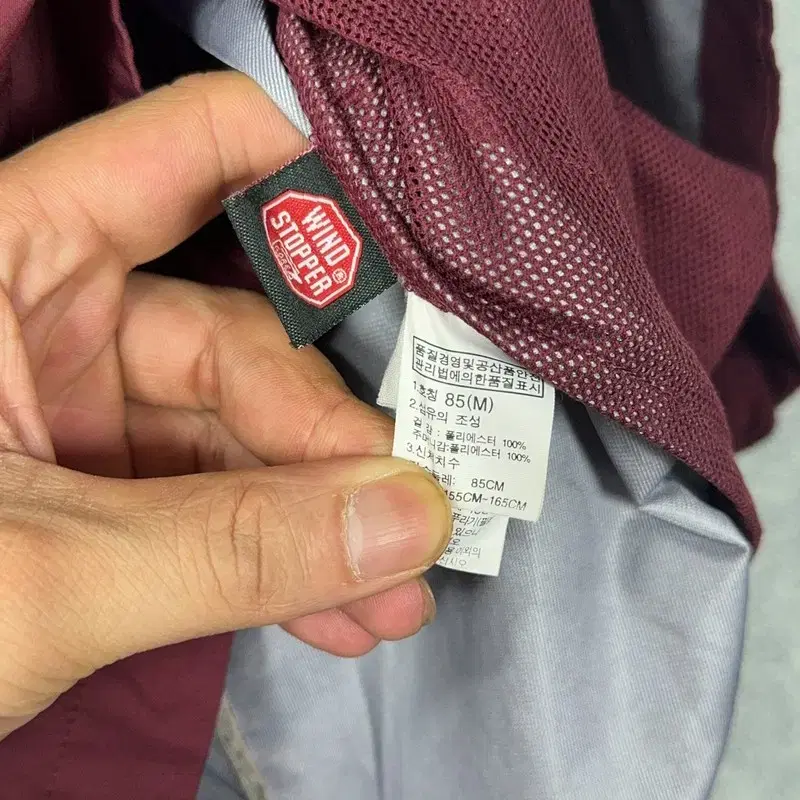 WIND
STOPPER
GORE
품질경영및공산품안전
관리법에의한품질표시
1.호칭 85(M)
2.섬유의 조성
겉 감 : 폴리에스터 100%
주머니감:폴리에스터 100%
3.신체치수
85CM
155CM-165CM